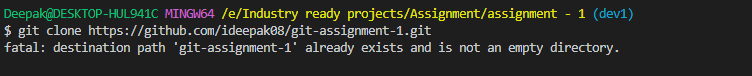 Deepak@DESKTOP-HUL941C MINGW64 /e/Industry ready projects/Assignment/assignment - 1 (dev1)
$ git clone https://github.com/ideepak08/git-assignment-1.git
fatal: destination path 'git-assignment-1' already exists and is not an empty directory.